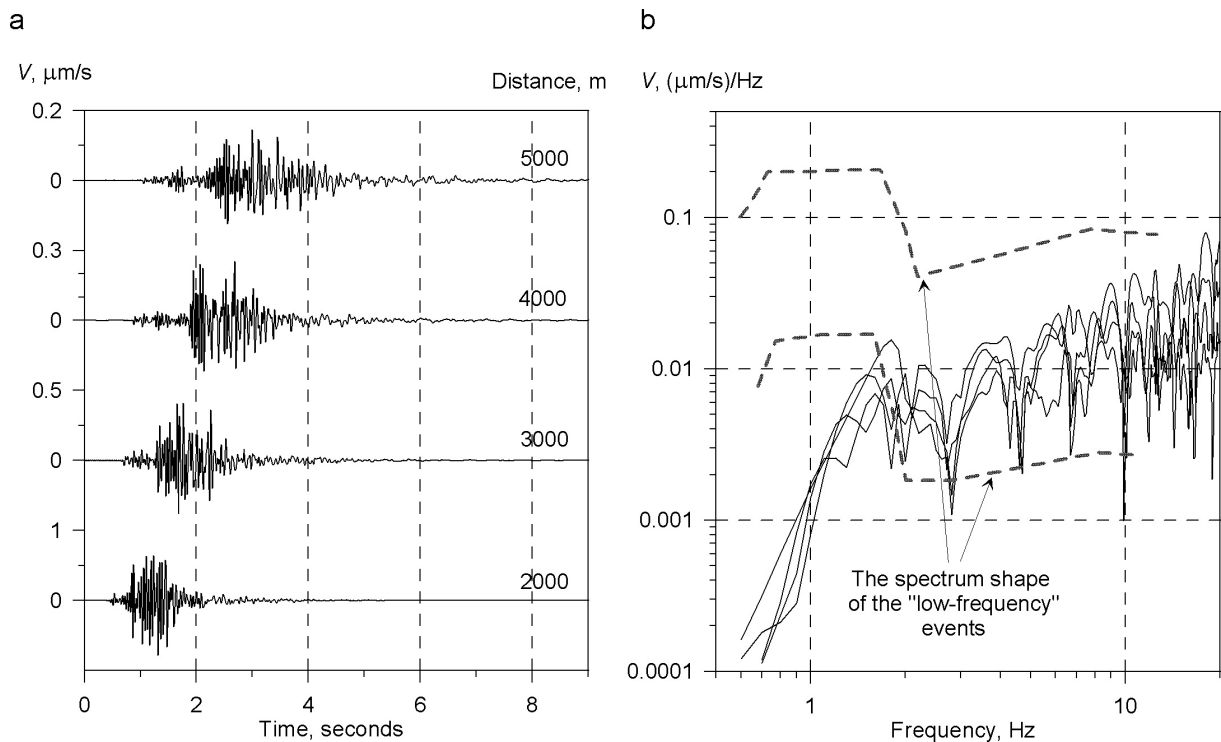 a
V, μm/s
Distance, m
0.2
5000
0
0.3
4000
0
0.5
3000
0
1
2000
0
0 2 4 6 8
Time, seconds
b
V, (μm/s)/Hz
0.1
0.01
0.001
0.0001
The spectrum shape
of the "low-frequency"
events
1 10
Frequency, Hz